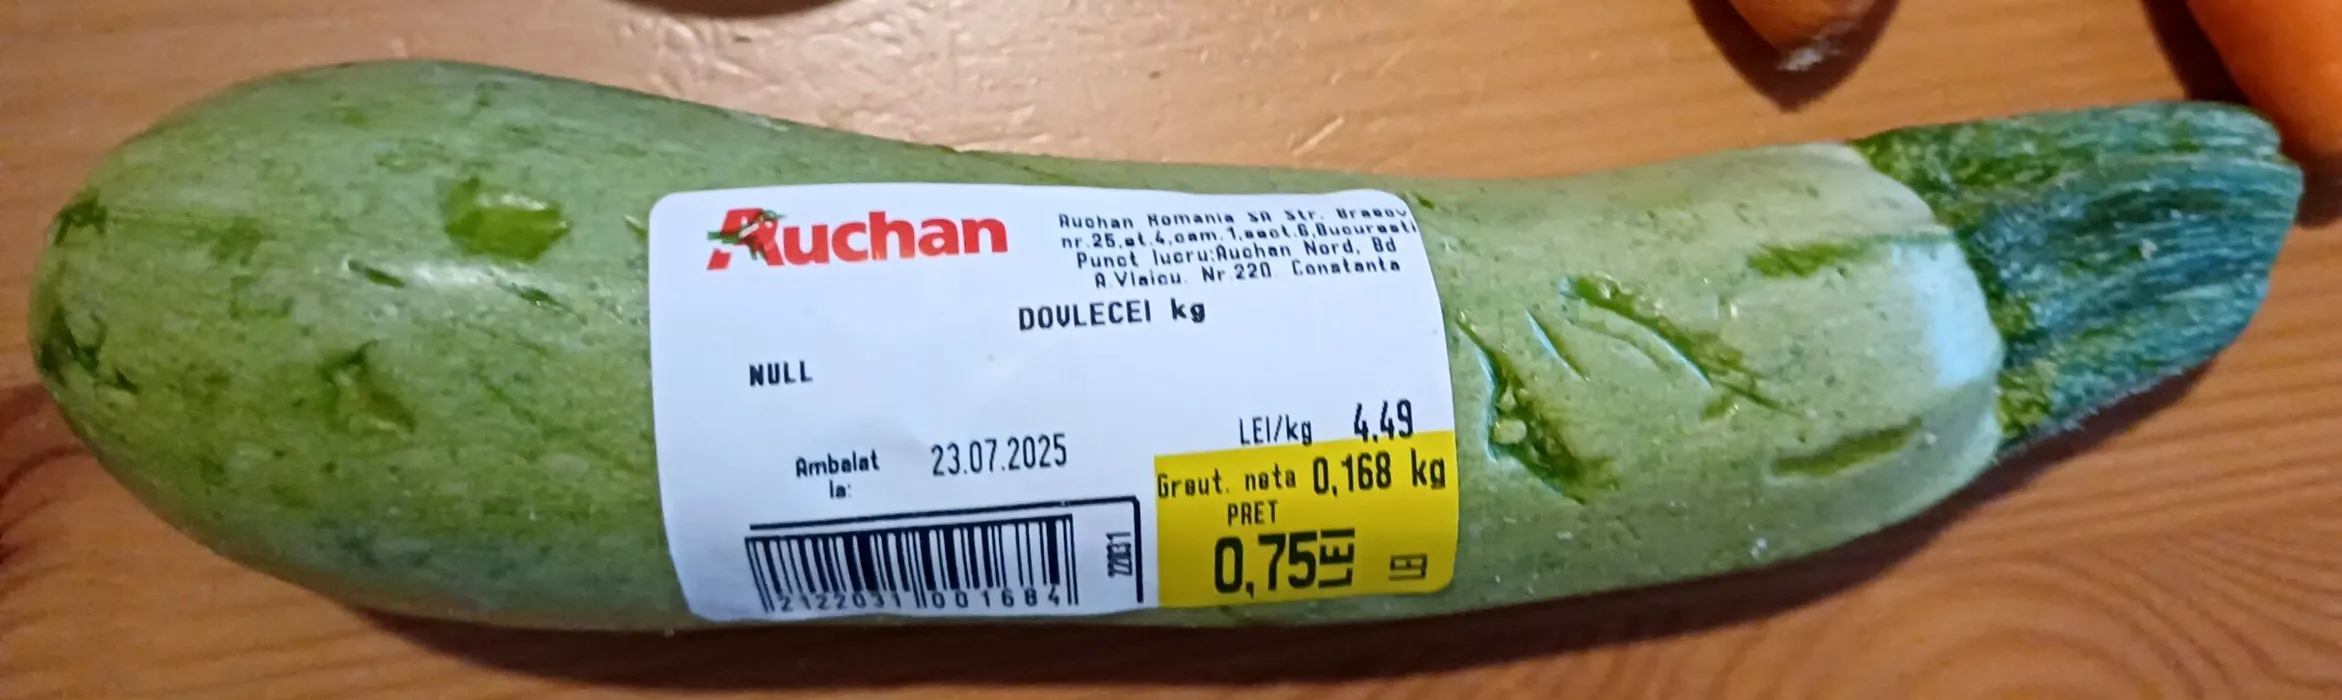 Auchan
Auchan Romania SA Str. Brasov
nr.25,et.4,cam.1,sect.6,Bucuresti
Punct lucru:Auchan Nord, Bd
A.Vlaicu. Nr.220. Constanta
DOVLECEI kg
NULL
LEI/kg 4.49
Ambalat la: 23.07.2025
Greut. neta 0,168 kg
PRET
0,75 LEI
22031
2122031 001684